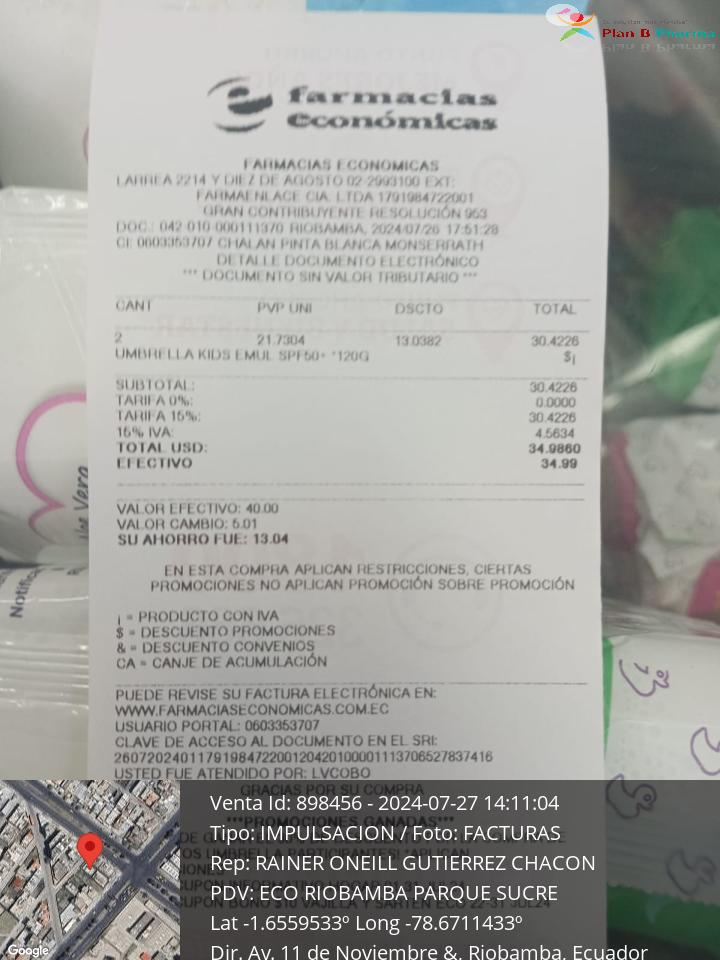 Plan B Pharma
farmacias
económicas
FARMACIAS ECONOMICAS
LARREA 2214 Y DIEZ DE AGOSTO 02-2993100 EXT:
FARMAENLACE CIA. LTDA 1791984722001
GRAN CONTRIBUYENTE RESOLUCIÓN 953
DOC.: 042 010 000111370 RIOBAMBA, 2024/07/26 17:51:28
CI: 0603353707 CHALAN PINTA BLANCA MONSERRATH
DETALLE DOCUMENTO ELECTRÓNICO
*** DOCUMENTO SIN VALOR TRIBUTARIO ***
CANT PVP UNI DSCTO TOTAL
2 21.7304 13.0382 30.4226
UMBRELLA KIDS EMUL SPF50+ *120G $¡
SUBTOTAL: 30.4226
TARIFA 0%: 0.0000
TARIFA 15%: 30.4226
15% IVA: 4.5634
TOTAL USD: 34.9860
EFECTIVO 34.99
VALOR EFECTIVO: 40.00
VALOR CAMBIO: 5.01
SU AHORRO FUE: 13.04
EN ESTA COMPRA APLICAN RESTRICCIONES, CIERTAS
PROMOCIONES NO APLICAN PROMOCIÓN SOBRE PROMOCIÓN
¡ = PRODUCTO CON IVA
$ = DESCUENTO PROMOCIONES
& = DESCUENTO CONVENIOS
CA = CANJE DE ACUMULACIÓN
PUEDE REVISE SU FACTURA ELECTRÓNICA EN:
WWW.FARMACIASECONOMICAS.COM.EC
USUARIO PORTAL: 0603353707
CLAVE DE ACCESO AL DOCUMENTO EN EL SRI:
2607202401179198472200120420100001113706527837416
USTED FUE ATENDIDO POR: LVCOBO
GRACIAS POR SU COMPRA
***PROMOCIONES GANADAS***
Venta Id: 898456 - 2024-07-27 14:11:04
Tipo: IMPULSACION / Foto: FACTURAS
Rep: RAINER ONEILL GUTIERREZ CHACON
PDV: ECO RIOBAMBA PARQUE SUCRE
Lat -1.6559533º Long -78.6711433º
Dir. Av. 11 de Noviembre &, Riobamba, Ecuador
Google